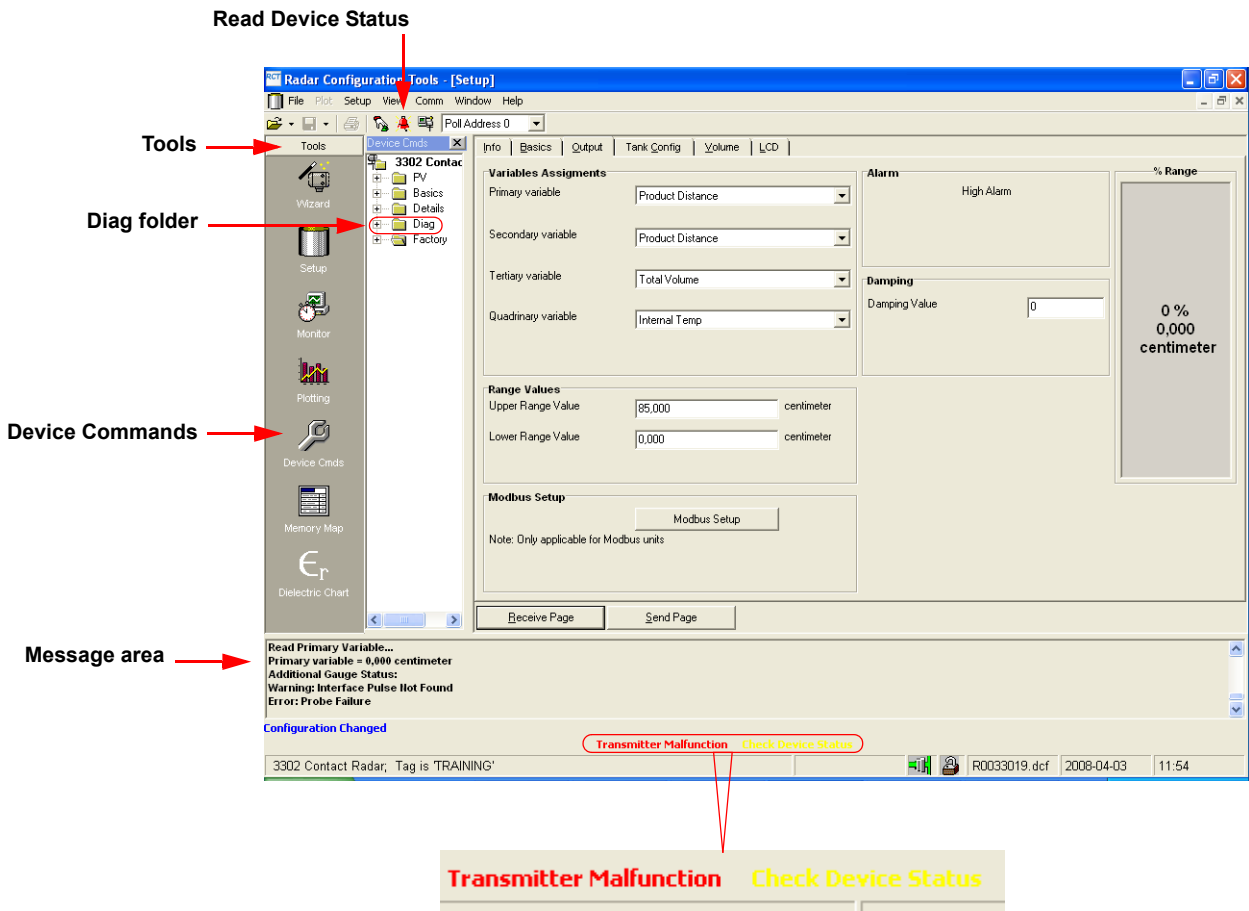 Read Device Status
RCT Radar Configuration Tools - [Setup]
File Plot Setup View Comm Window Help
Poll Address 0
Tools
Tools
Device Cmds
Info Basics Output Tank Config Volume LCD
3302 Contac
PV
Basics
Details
Diag
Factory
Diag folder
Wizard
Setup
Monitor
Plotting
Device Commands
Device Cmds
Memory Map
Єr
Dielectric Chart
Variables Assigments
Primary variable Product Distance
Secondary variable Product Distance
Tertiary variable Total Volume
Quadrinary variable Internal Temp
Alarm
High Alarm
Damping
Damping Value 0
% Range
0 %
0,000
centimeter
Range Values
Upper Range Value 85,000 centimeter
Lower Range Value 0,000 centimeter
Modbus Setup
Modbus Setup
Note: Only applicable for Modbus units
Receive Page Send Page
Message area
Read Primary Variable...
Primary variable = 0,000 centimeter
Additional Gauge Status:
Warning: Interface Pulse Not Found
Error: Probe Failure
Configuration Changed
Transmitter Malfunction Check Device Status
3302 Contact Radar; Tag is 'TRAINING' R0033019.dcf 2008-04-03 11:54
Transmitter Malfunction Check Device Status